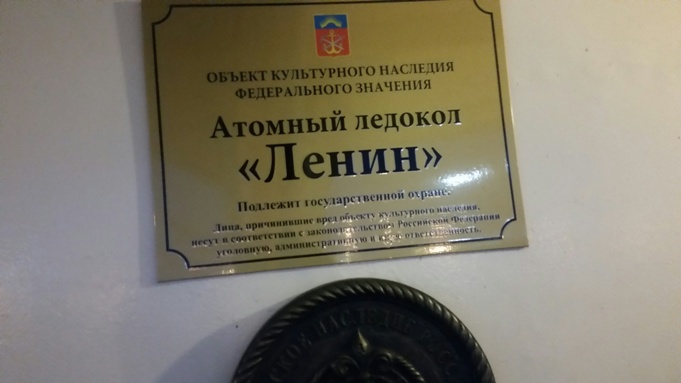 ОБЪЕКТ КУЛЬТУРНОГО НАСЛЕДИЯ
ФЕДЕРАЛЬНОГО ЗНАЧЕНИЯ
Атомный ледокол
«Ленин»
Подлежит государственной охране.
Лица, причинившие вред объекту культурного наследия,
несут в соответствии с законодательством Российской Федерации
уголовную, административную и иную ответственность.
НАСЛЕДИЕ